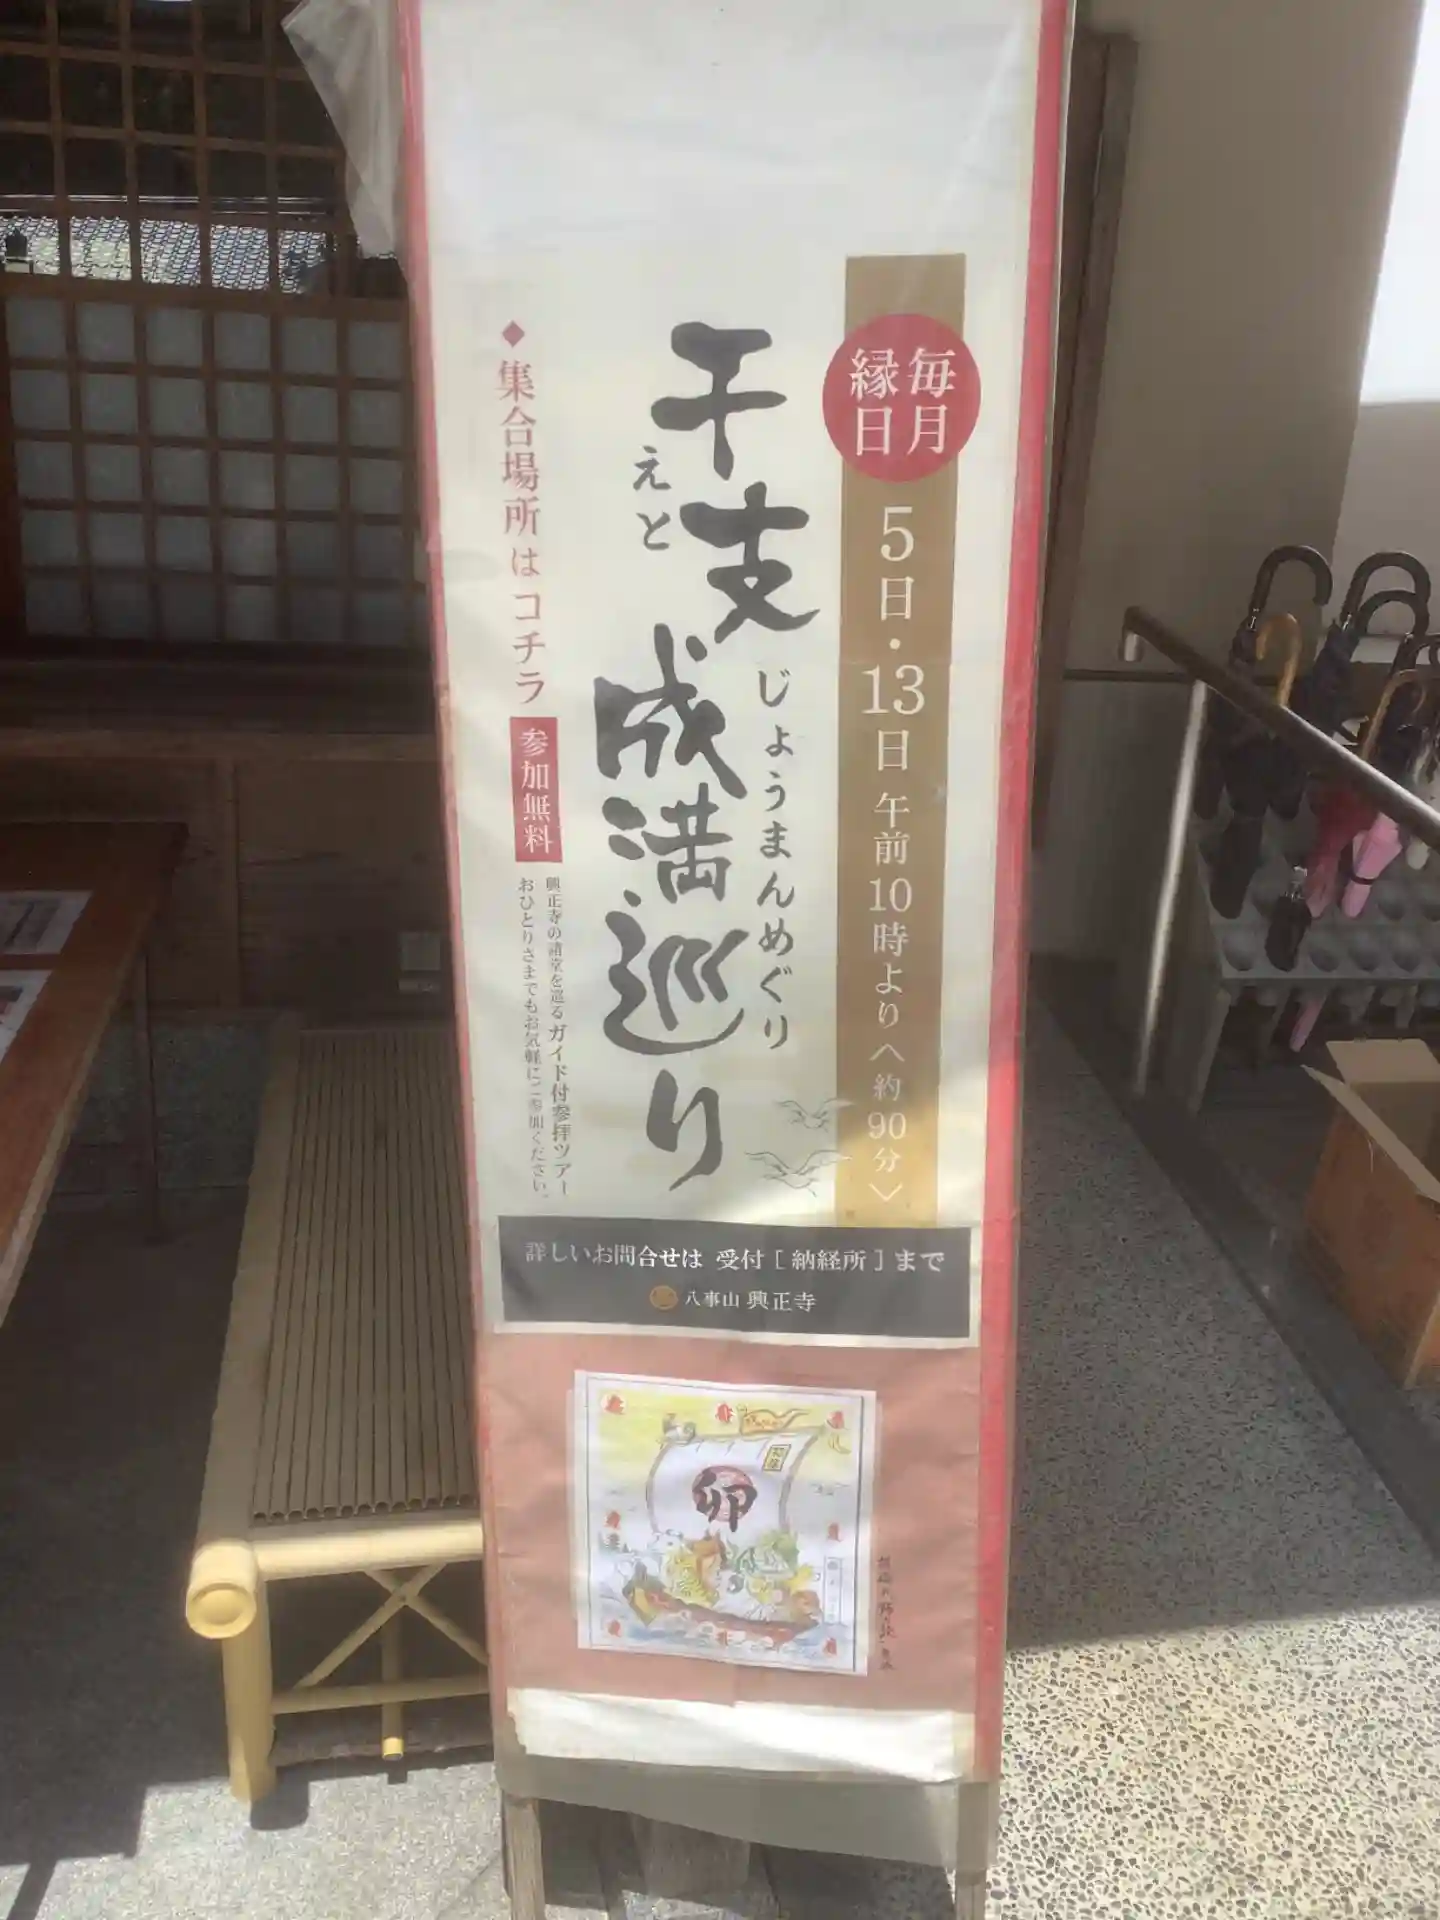 毎月
縁日
5日・13日 午前10時より〈約90分〉
干支成満巡り
えと
じょうまんめぐり
◆集合場所はコチラ
参加無料
興正寺の諸堂を巡るガイド付参拝ツアー
おひとりさまでもお気軽にご参加ください。
詳しいお問合せは 受付［納経所］まで
八事山 興正寺
卯